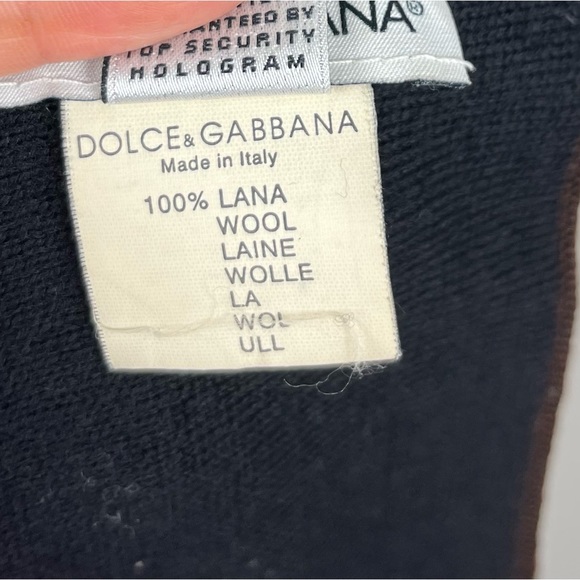 ANTEED BY
TOP SECURITY
HOLOGRAM
ANA®
DOLCE & GABBANA
Made in Italy
100% LANA
WOOL
LAINE
WOLLE
LA
WOL
ULL